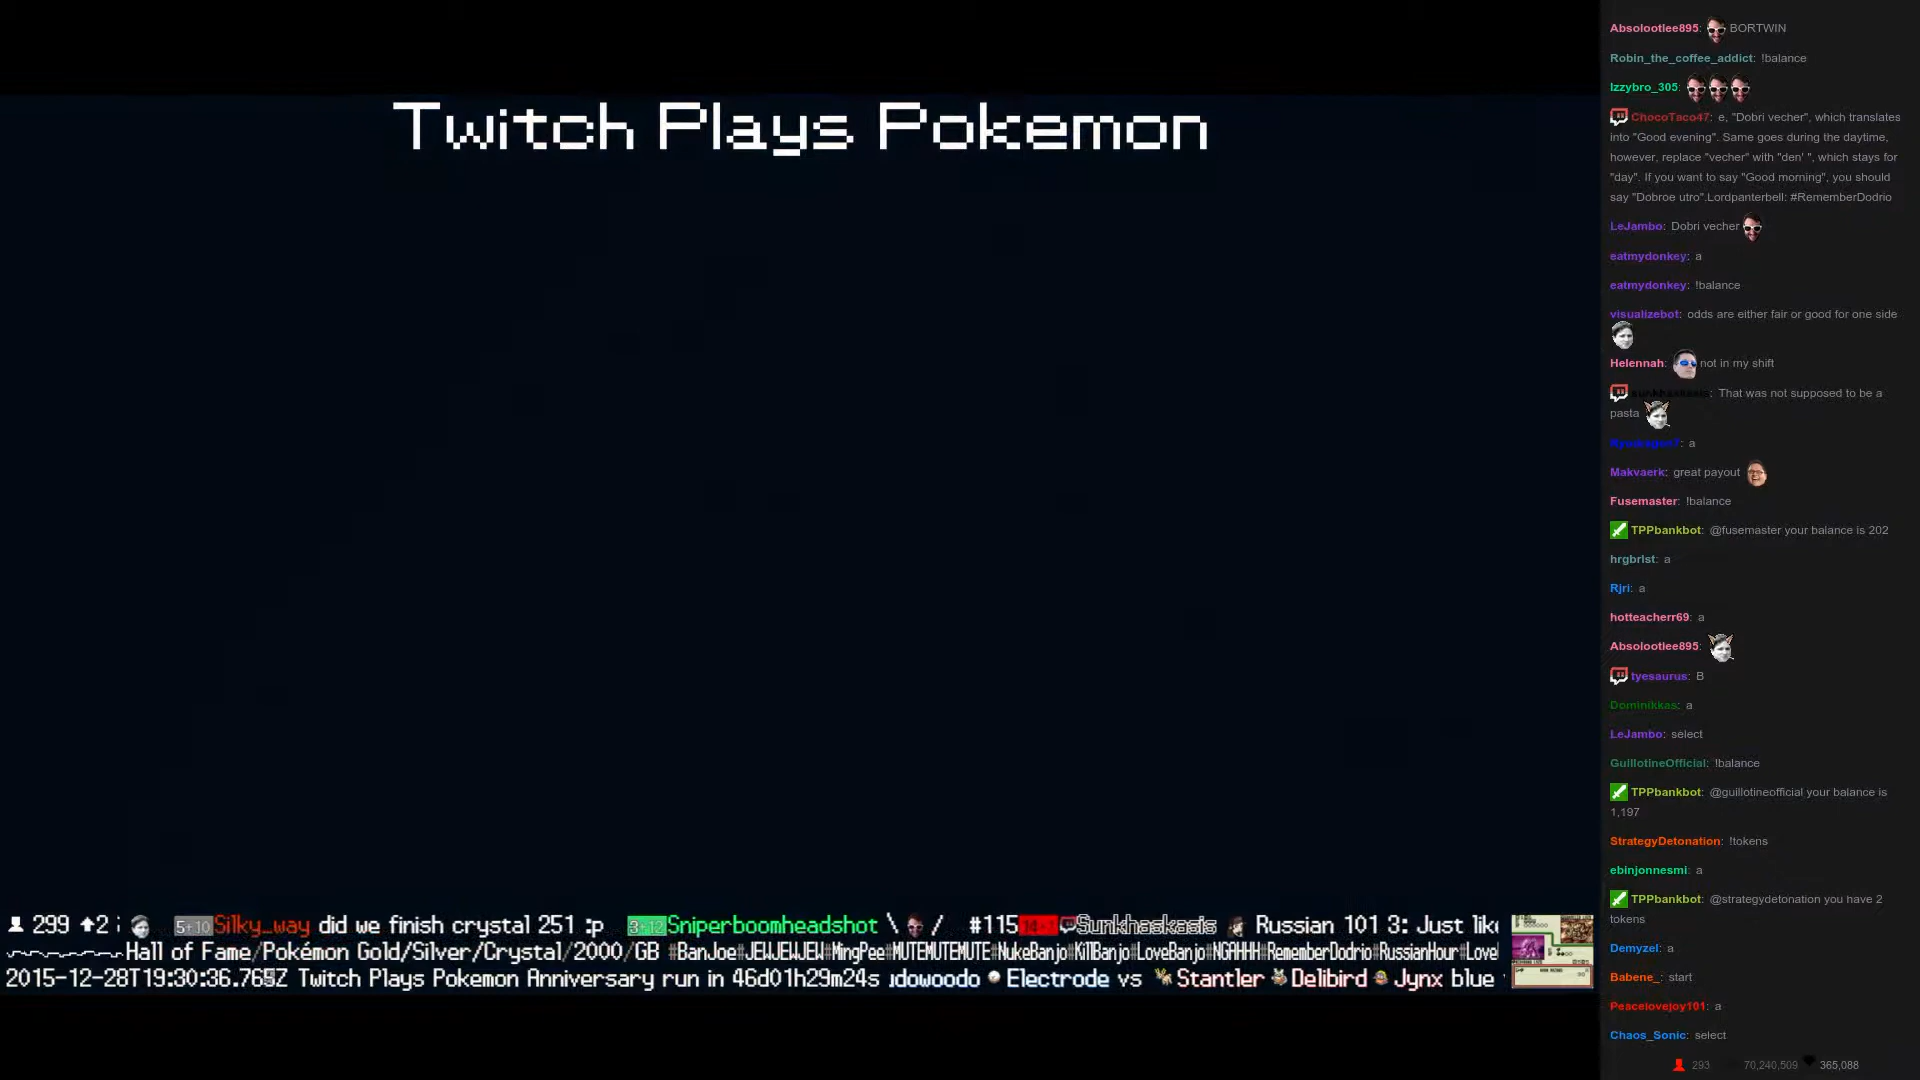 Twitch Plays Pokemon
299 2
5+10 Silky_way did we finish crystal 251 :p 3+12 Sniperboomheadshot \ / #115 Sunkhaskasis Russian 101 3: Just like
Hall of Fame/Pokémon Gold/Silver/Crystal/2000/GB #BanJoe#JEWJEWJEW#MingPee#MUTEMUTEMUTE#NukeBanjo#KillBanjo#LoveBanjo#NGAHHH#RememberDodrio#RussianHour#Love
Twitch Plays Pokemon Anniversary run in 46d01h29m24s udowoodo Electrode vs Stantler Delibird Jynx blue
Absolootlee895: BORTWIN
Robin_the_coffee_addict: !balance
Izzybro_305:
ChocoTaco47: e, "Dobri vecher", which translates
into "Good evening". Same goes during the daytime,
however, replace "vecher" with "den' ", which stays for
"day". If you want to say "Good morning", you should
say "Dobroe utro".Lordpanterbell: #RememberDodrio
LeJambo: Dobri vecher
eatmydonkey: a
eatmydonkey: !balance
visualizebot: odds are either fair or good for one side
Helennah: not in my shift
: That was not supposed to be a
pasta
: a
Makvaerk: great payout
Fusemaster: !balance
TPPbankbot: @fusemaster your balance is 202
hrgbrlst: a
Rjri: a
hotteacherr69: a
Absolootlee895:
tyesaurus: B
Dominikkas: a
LeJambo: select
GuillotineOfficial: !balance
TPPbankbot: @guillotineofficial your balance is
1,197
StrategyDetonation: !tokens
ebinjonnesmi: a
TPPbankbot: @strategydetonation you have 2
tokens
Demyzel: a
Babene_: start
Peacelovejoy101: a
Chaos_Sonic: select
293 70,240,509 365,088